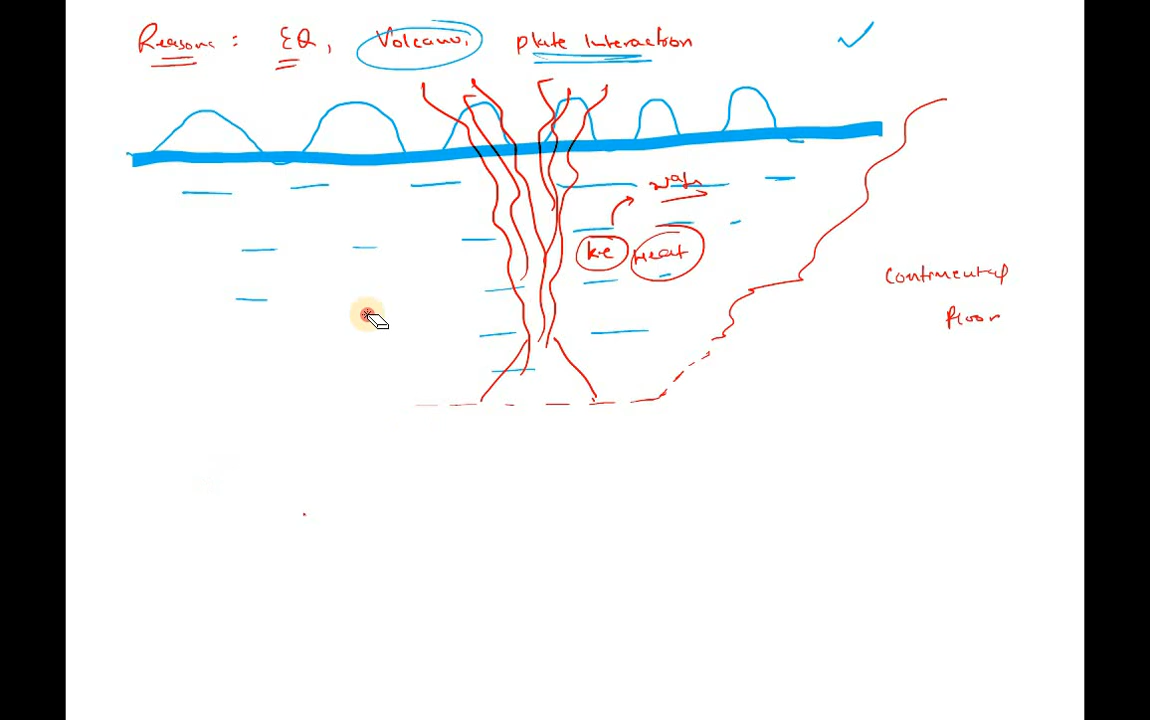 Reasons: EQ, Volcano, plate Interaction
water
k.e Heat
Continental
floor